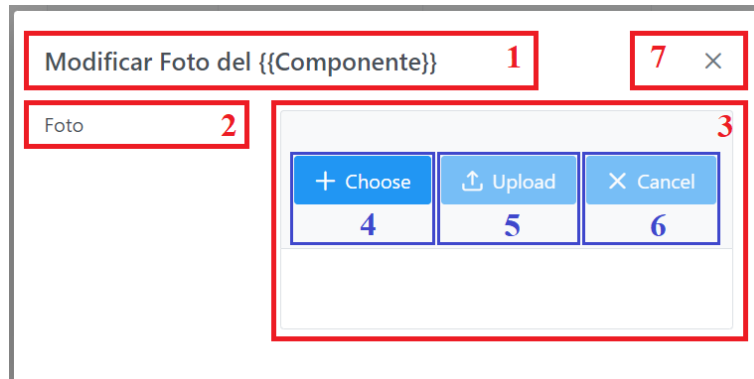 Modificar Foto del {{Componente}} 1 7 ×
Foto 2 3
+ Choose Upload × Cancel
4 5 6